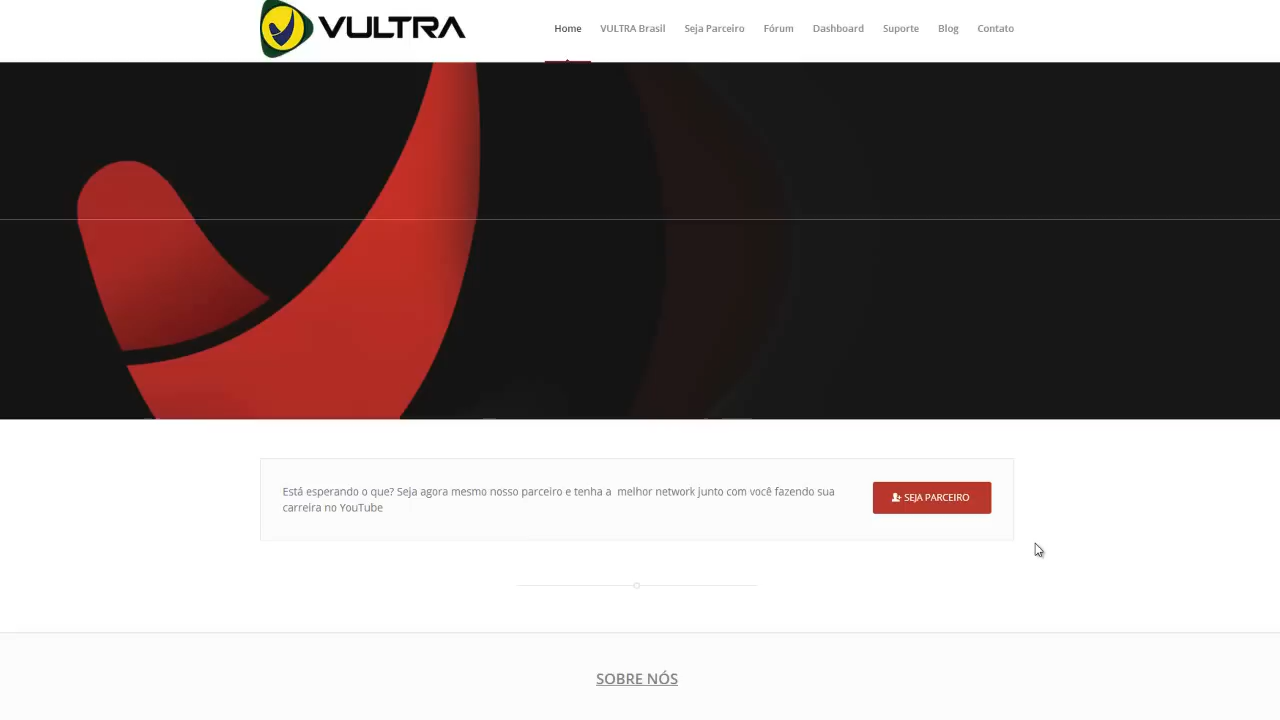 VULTRA
Home VULTRA Brasil Seja Parceiro Fórum Dashboard Suporte Blog Contato
Está esperando o que? Seja agora mesmo nosso parceiro e tenha a melhor network junto com você fazendo sua
carreira no YouTube
SEJA PARCEIRO
SOBRE NÓS